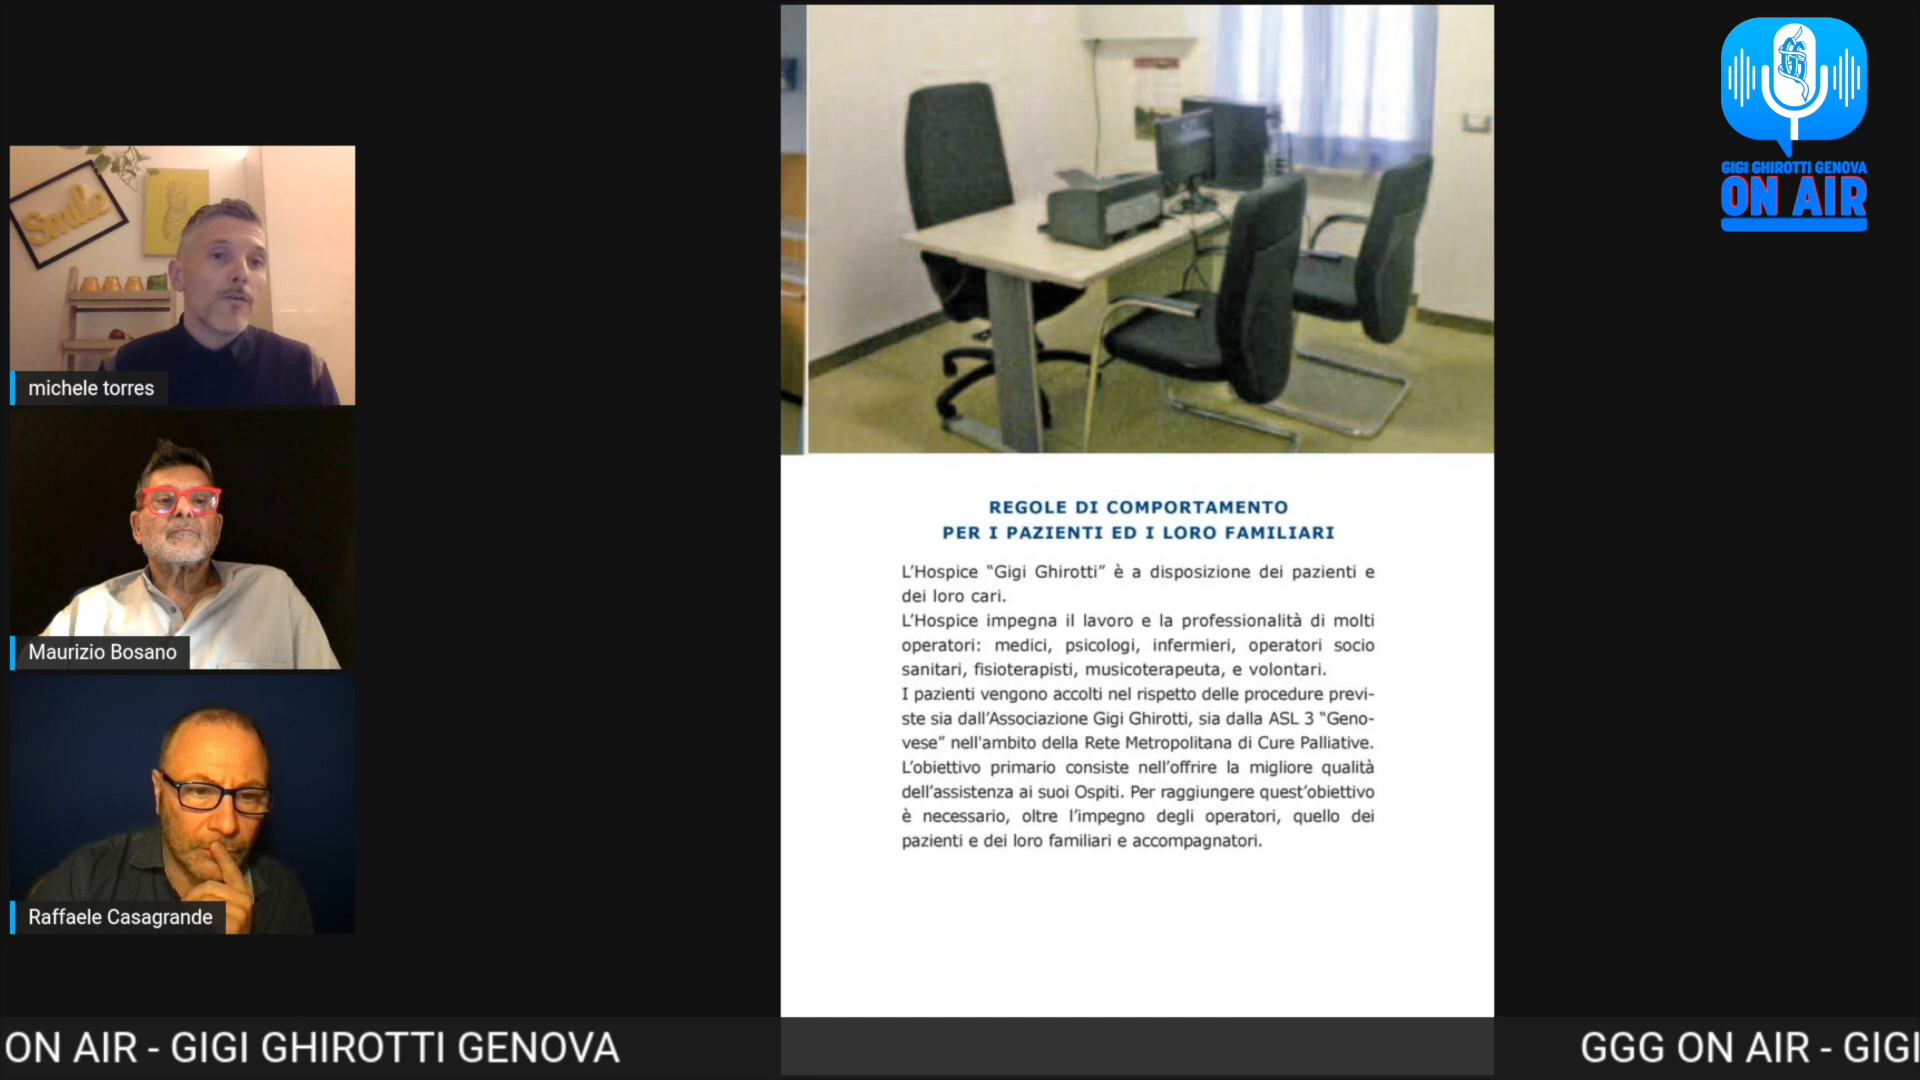 Smile
michele torres
Maurizio Bosano
Raffaele Casagrande
REGOLE DI COMPORTAMENTO
PER I PAZIENTI ED I LORO FAMILIARI
L’Hospice “Gigi Ghirotti” è a disposizione dei pazienti e
dei loro cari.
L’Hospice impegna il lavoro e la professionalità di molti
operatori: medici, psicologi, infermieri, operatori socio
sanitari, fisioterapisti, musicoterapeuta, e volontari.
I pazienti vengono accolti nel rispetto delle procedure previ-
ste sia dall’Associazione Gigi Ghirotti, sia dalla ASL 3 “Geno-
vese” nell'ambito della Rete Metropolitana di Cure Palliative.
L’obiettivo primario consiste nell’offrire la migliore qualità
dell’assistenza ai suoi Ospiti. Per raggiungere quest’obiettivo
è necessario, oltre l’impegno degli operatori, quello dei
pazienti e dei loro familiari e accompagnatori.
GIGI GHIROTTI GENOVA
ON AIR
ON AIR - GIGI GHIROTTI GENOVA
GGG ON AIR - GIGI